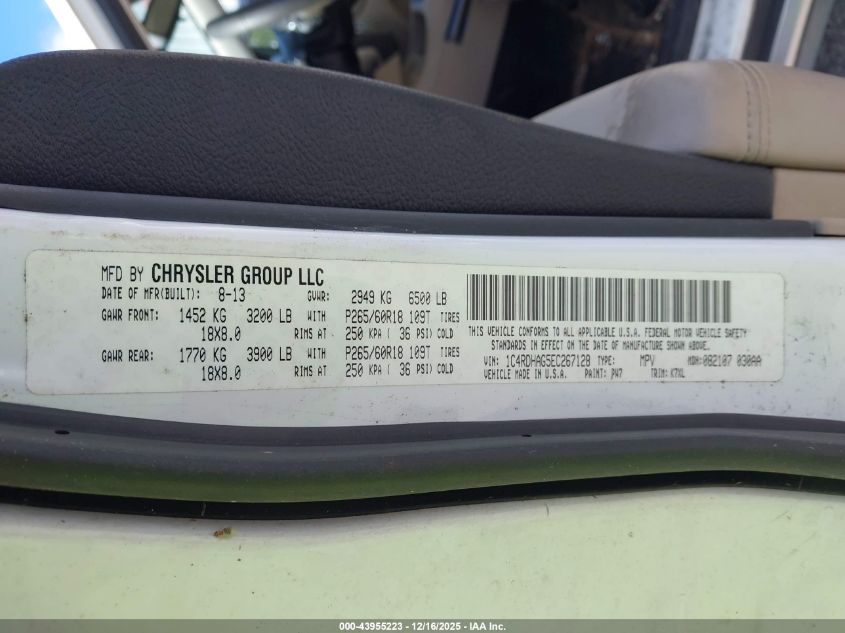 MFD BY CHRYSLER GROUP LLC
DATE OF MFR(BUILT): 8-13 GVWR: 2949 KG 6500 LB
GAWR FRONT: 1452 KG 3200 LB WITH P265/60R18 109T TIRES
18X8.0 RIMS AT 250 KPA ( 36 PSI) COLD
GAWR REAR: 1770 KG 3900 LB WITH P265/60R18 109T TIRES
18X8.0 RIMS AT 250 KPA ( 36 PSI) COLD
THIS VEHICLE CONFORMS TO ALL APPLICABLE U.S.A. FEDERAL MOTOR VEHICLE SAFETY
STANDARDS IN EFFECT ON THE DATE OF MANUFACTURE SHOWN ABOVE.
VIN: 1C4RDHAG5EC267128 TYPE: MPV MDH: 082107 030AA
VEHICLE MADE IN U.S.A. PAINT: PW7 TRIM: K7XL
000-43955223 - 12/16/2025 - IAA Inc.